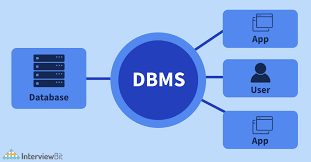 App
DBMS
Database
User
App
InterviewBit